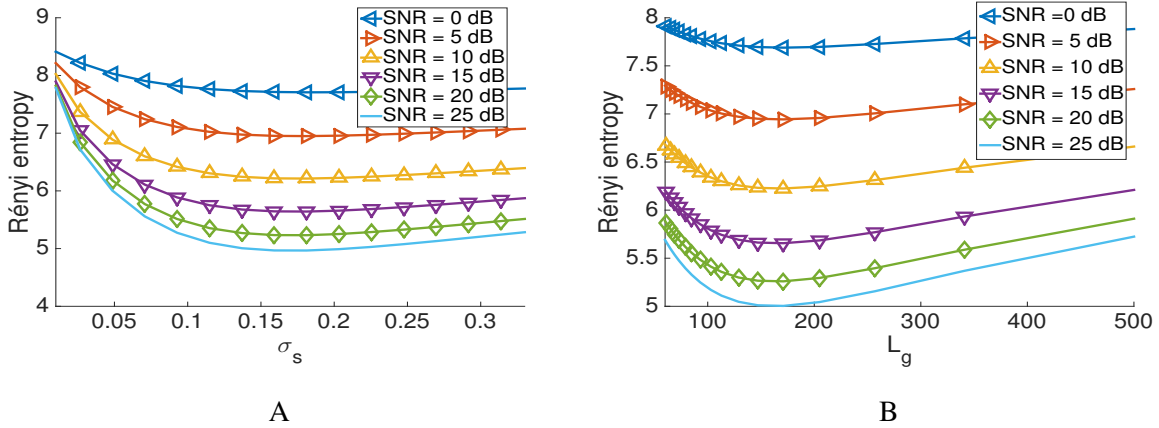 Rényi entropy
9
8
7
6
5
4
0.05 0.1 0.15 0.2 0.25 0.3
σs
SNR = 0 dB
SNR = 5 dB
SNR = 10 dB
SNR = 15 dB
SNR = 20 dB
SNR = 25 dB
A
Rényi entropy
8
7.5
7
6.5
6
5.5
5
100 200 300 400 500
Lg
SNR =0 dB
SNR = 5 dB
SNR = 10 dB
SNR = 15 dB
SNR = 20 dB
SNR = 25 dB
B